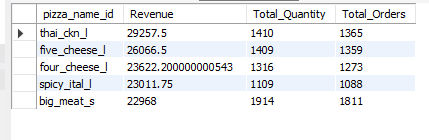 pizza_name_id Revenue Total_Quantity Total_Orders
thai_ckn_l 29257.5 1410 1365
five_cheese_l 26066.5 1409 1359
four_cheese_l 23622.200000000543 1316 1273
spicy_ital_l 23011.75 1109 1088
big_meat_s 22968 1914 1811